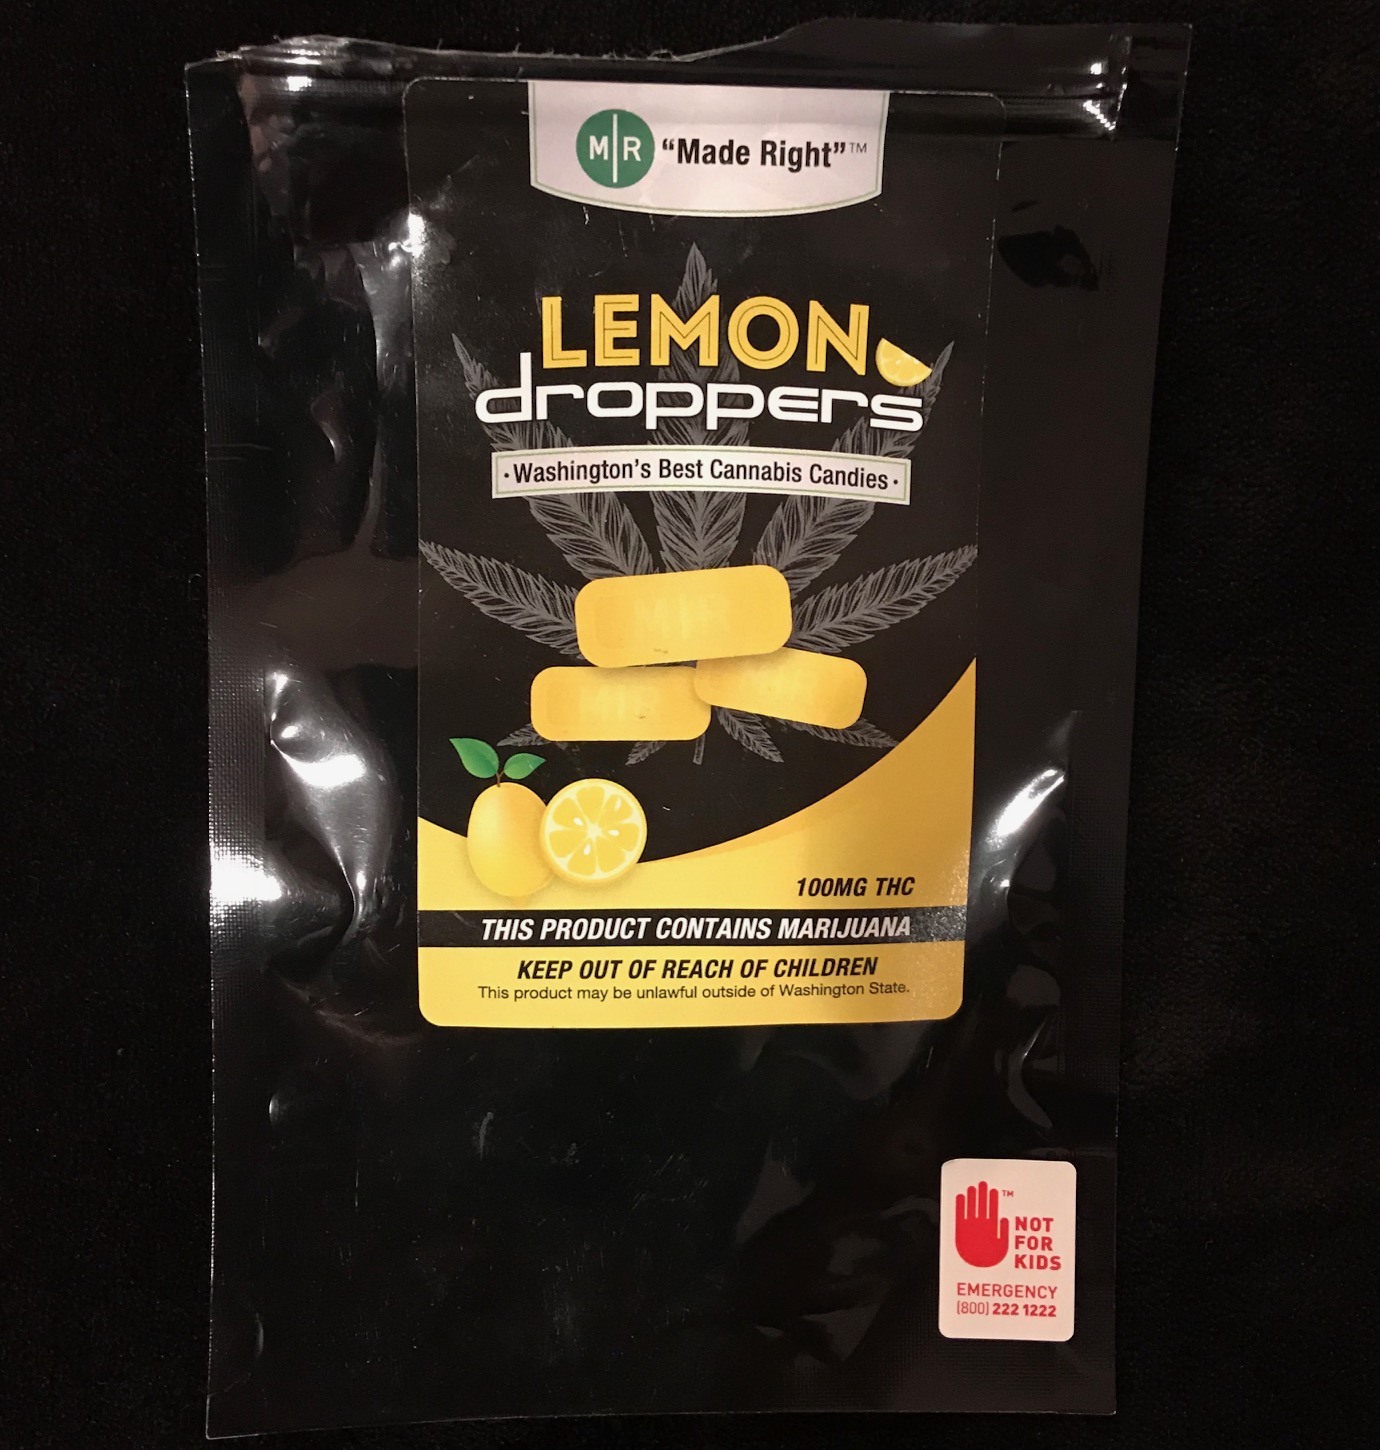 M|R "Made Right"™
LEMON
droppers
· Washington's Best Cannabis Candies ·
100MG THC
THIS PRODUCT CONTAINS MARIJUANA
KEEP OUT OF REACH OF CHILDREN
This product may be unlawful outside of Washington State.
™
NOT
FOR
KIDS
EMERGENCY
(800) 222 1222